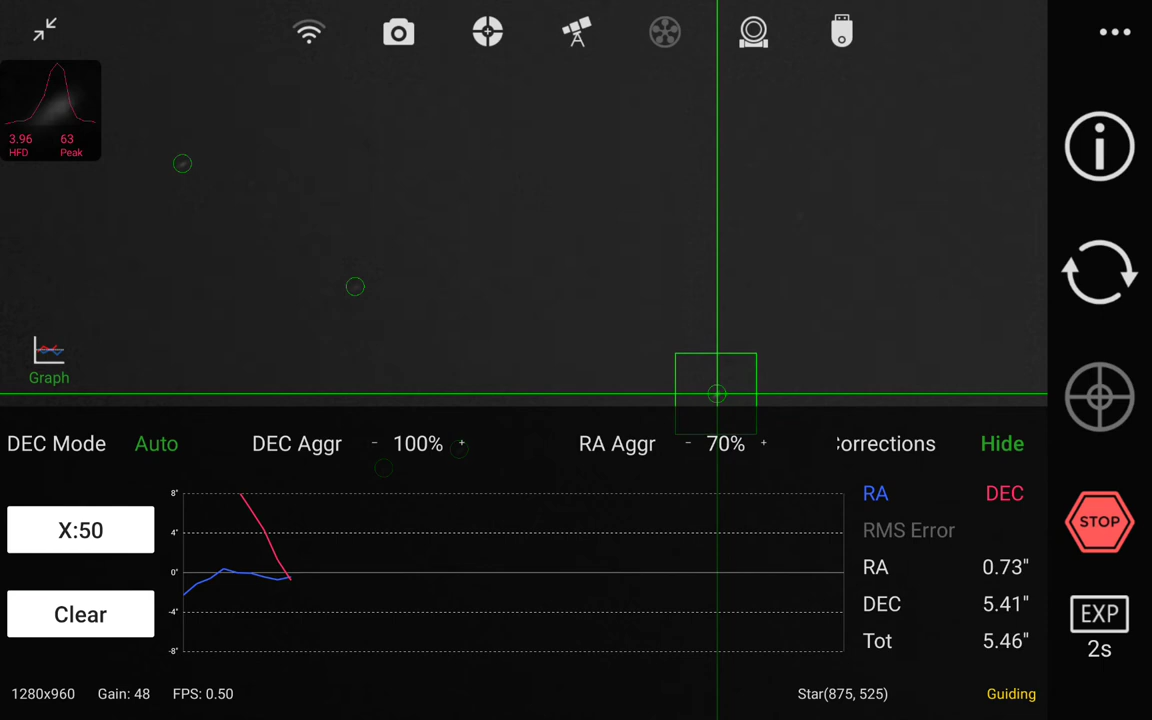 3.96 63
HFD Peak
Graph
DEC Mode Auto DEC Aggr - 100% + RA Aggr - 70% + Corrections Hide
X:50
Clear
8"
4"
0"
-4"
-8"
RA DEC
RMS Error
RA 0.73"
DEC 5.41"
Tot 5.46"
1280x960 Gain: 48 FPS: 0.50 Star(875, 525) Guiding
STOP
EXP
2s